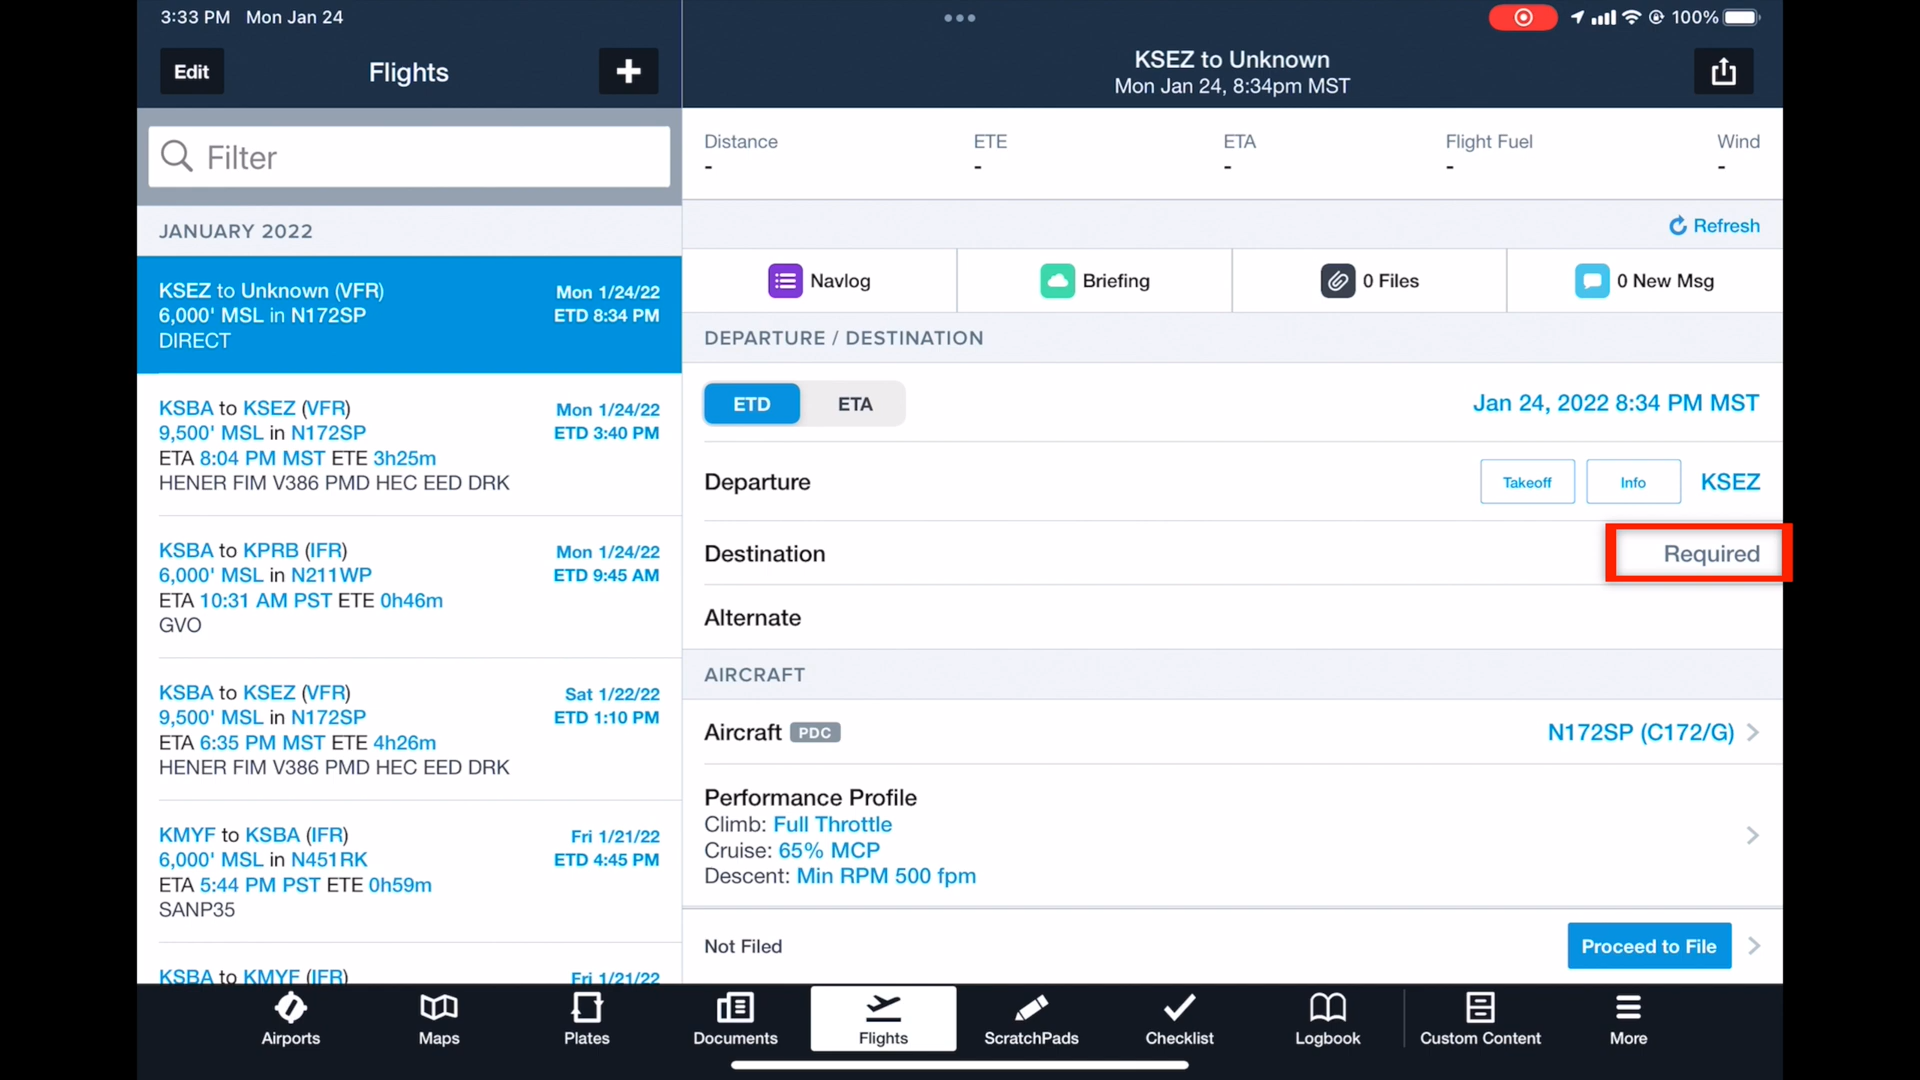 3:33 PM Mon Jan 24
100%
Edit
Flights
KSEZ to Unknown
Mon Jan 24, 8:34pm MST
Filter
JANUARY 2022
KSEZ to Unknown (VFR) Mon 1/24/22
6,000' MSL in N172SP ETD 8:34 PM
DIRECT
KSBA to KSEZ (VFR) Mon 1/24/22
9,500' MSL in N172SP ETD 3:40 PM
ETA 8:04 PM MST ETE 3h25m
HENER FIM V386 PMD HEC EED DRK
KSBA to KPRB (IFR) Mon 1/24/22
6,000' MSL in N211WP ETD 9:45 AM
ETA 10:31 AM PST ETE 0h46m
GVO
KSBA to KSEZ (VFR) Sat 1/22/22
9,500' MSL in N172SP ETD 1:10 PM
ETA 6:35 PM MST ETE 4h26m
HENER FIM V386 PMD HEC EED DRK
KMYF to KSBA (IFR) Fri 1/21/22
6,000' MSL in N451RK ETD 4:45 PM
ETA 5:44 PM PST ETE 0h59m
SANP35
KSBA to KMYF (IFR) Fri 1/21/22
Distance ETE ETA Flight Fuel Wind
- - - - -
Refresh
Navlog Briefing 0 Files 0 New Msg
DEPARTURE / DESTINATION
ETD ETA Jan 24, 2022 8:34 PM MST
Departure Takeoff Info KSEZ
Destination Required
Alternate
AIRCRAFT
Aircraft PDC N172SP (C172/G)
Performance Profile
Climb: Full Throttle
Cruise: 65% MCP
Descent: Min RPM 500 fpm
Not Filed Proceed to File
Airports Maps Plates Documents Flights ScratchPads Checklist Logbook Custom Content More